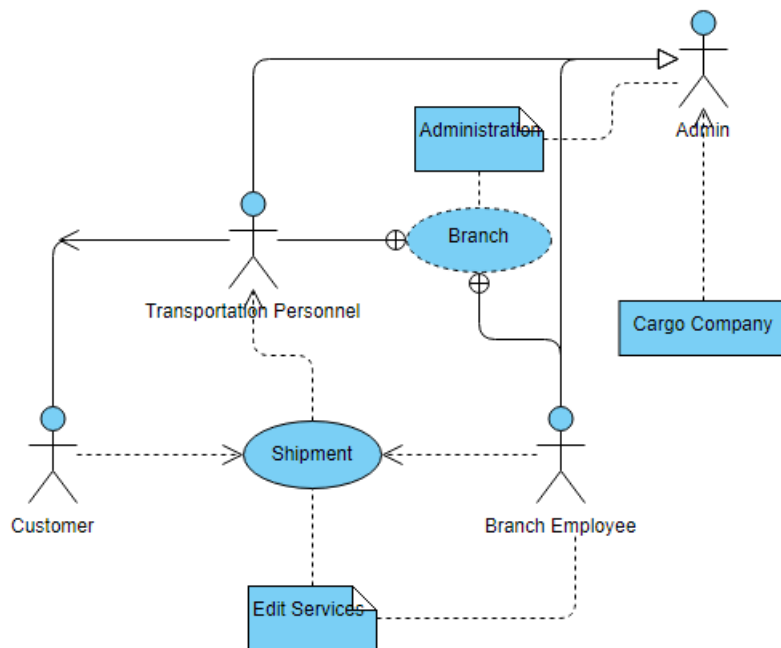 Administration
Admin
Branch
Transportation Personnel
Cargo Company
Shipment
Customer
Branch Employee
Edit Services